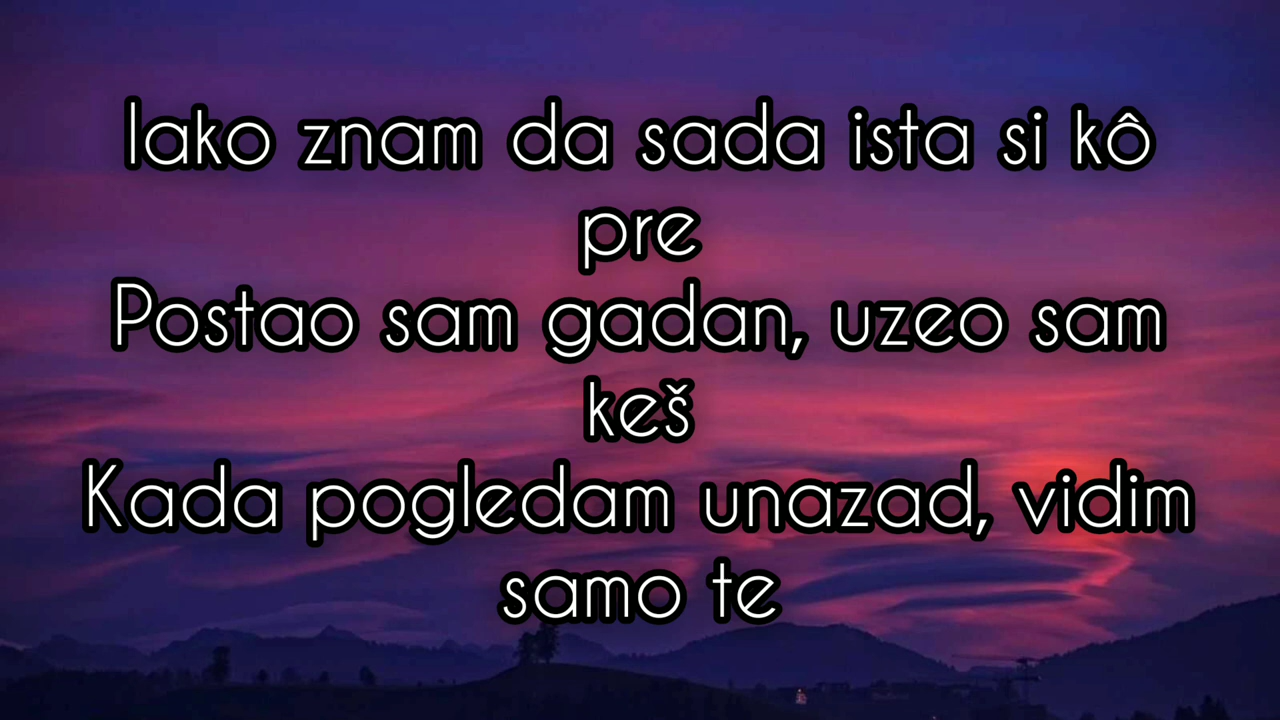 Iako znam da sada ista si kô
pre
Postao sam gadan, uzeo sam
keš
Kada pogledam unazad, vidim
samo te